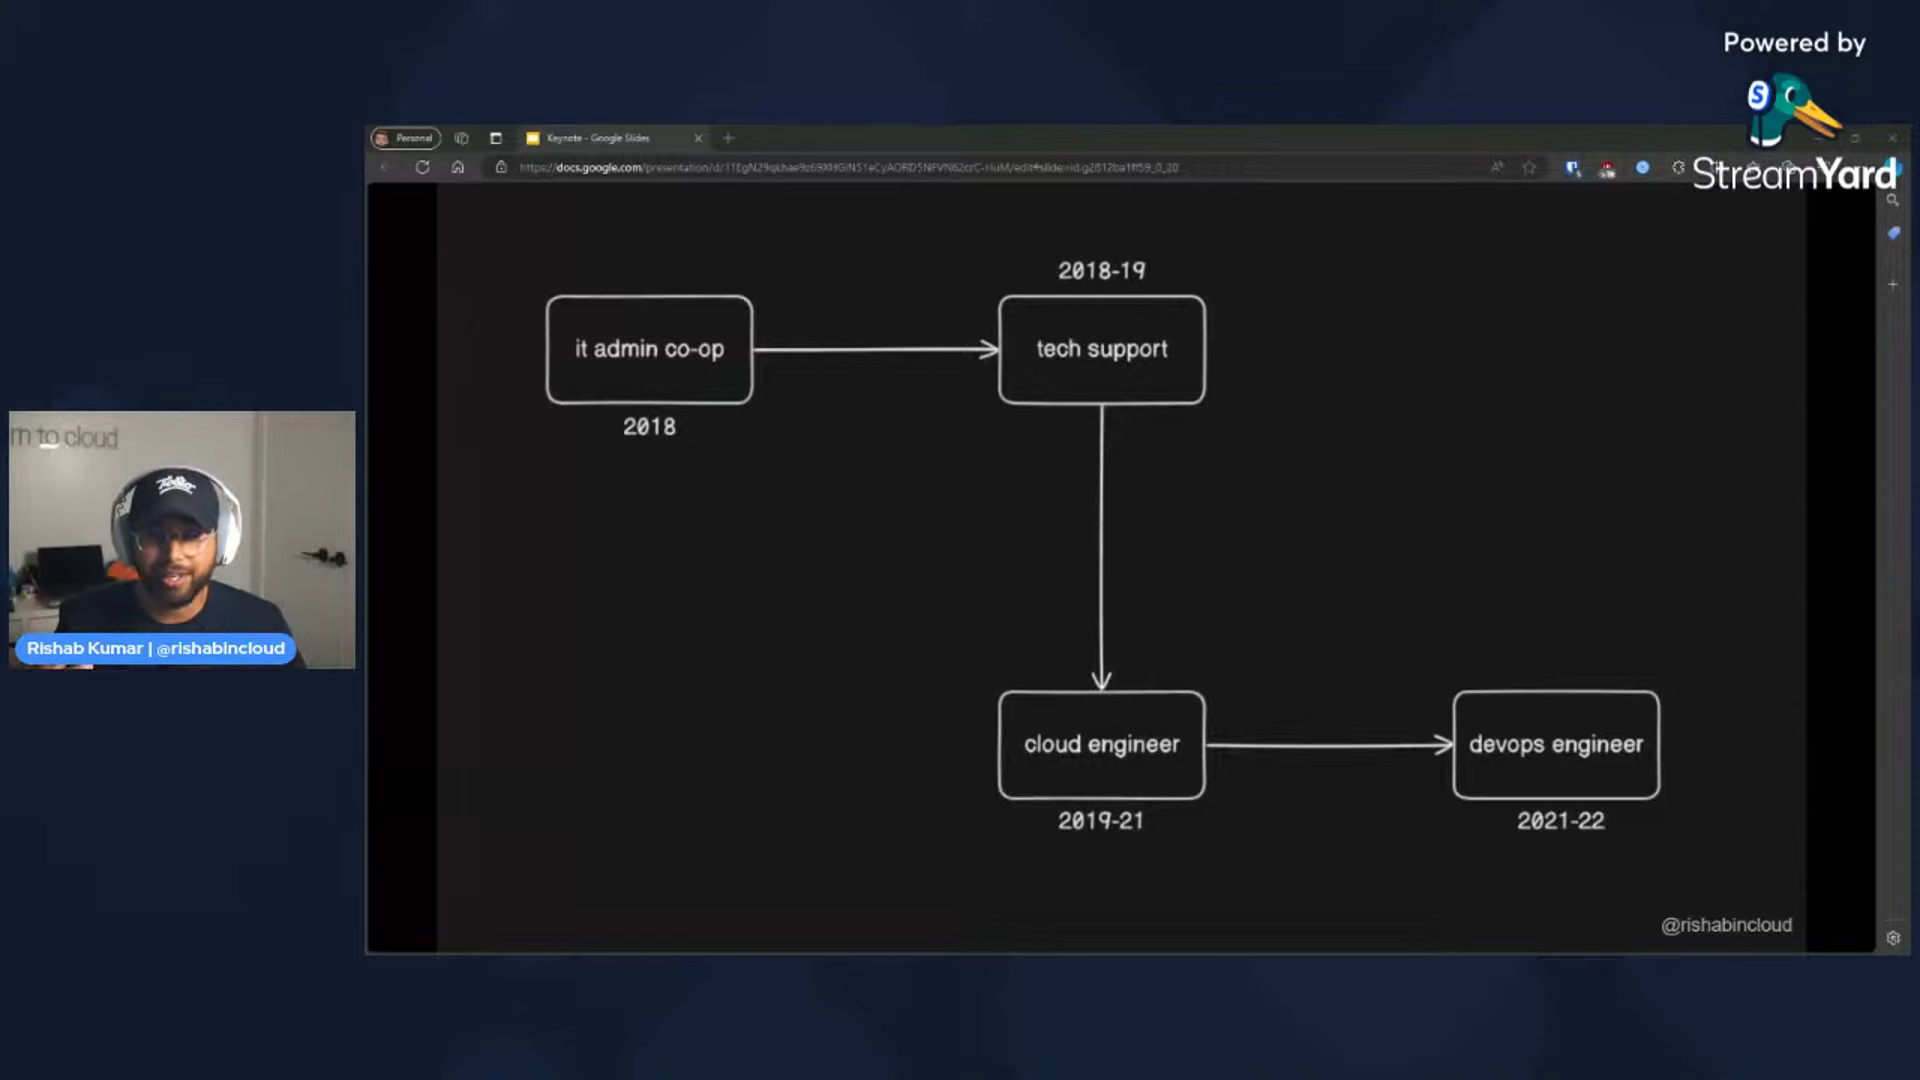 Powered by
StreamYard
Personal
Keynote - Google Slides
2018-19
it admin co-op
tech support
2018
m to cloud
Rishab Kumar | @rishabincloud
cloud engineer
devops engineer
2019-21
2021-22
@rishabincloud